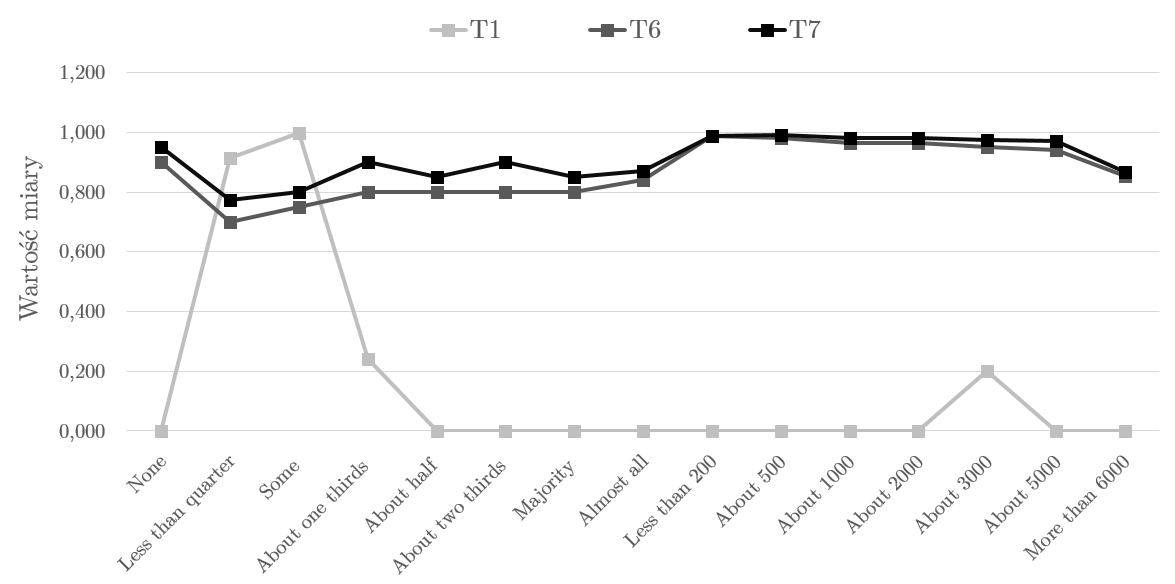 T1 T6 T7
Wartość miary
1,200
1,000
0,800
0,600
0,400
0,200
0,000
None
Less than quarter
Some
About one thirds
About half
About two thirds
Majority
Almost all
Less than 200
About 500
About 1000
About 2000
About 3000
About 5000
More than 6000